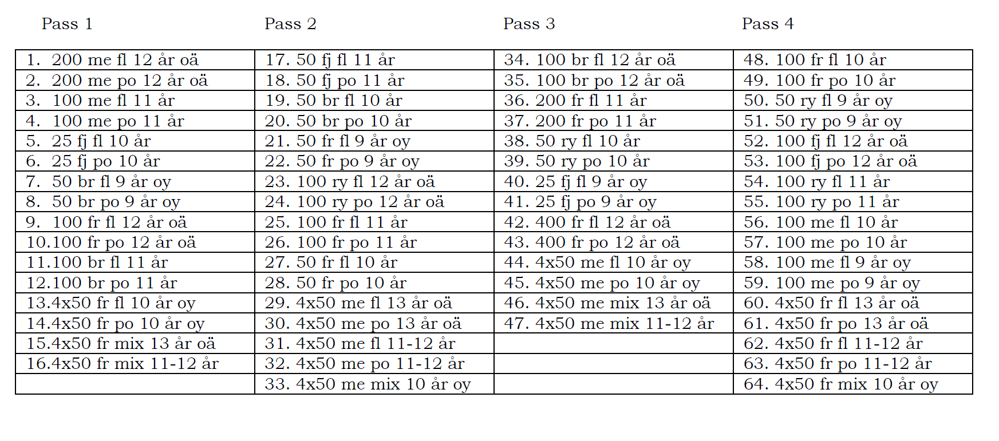 Pass 1
Pass 2
Pass 3
Pass 4
1. 200 me fl 12 år oä
2. 200 me po 12 år oä
3. 100 me fl 11 år
4. 100 me po 11 år
5. 25 fj fl 10 år
6. 25 fj po 10 år
7. 50 br fl 9 år oy
8. 50 br po 9 år oy
9. 100 fr fl 12 år oä
10.100 fr po 12 år oä
11.100 br fl 11 år
12.100 br po 11 år
13.4x50 fr fl 10 år oy
14.4x50 fr po 10 år oy
15.4x50 fr mix 13 år oä
16.4x50 fr mix 11-12 år
17. 50 fj fl 11 år
18. 50 fj po 11 år
19. 50 br fl 10 år
20. 50 br po 10 år
21. 50 fr fl 9 år oy
22. 50 fr po 9 år oy
23. 100 ry fl 12 år oä
24. 100 ry po 12 år oä
25. 100 fr fl 11 år
26. 100 fr po 11 år
27. 50 fr fl 10 år
28. 50 fr po 10 år
29. 4x50 me fl 13 år oä
30. 4x50 me po 13 år oä
31. 4x50 me fl 11-12 år
32. 4x50 me po 11-12 år
33. 4x50 me mix 10 år oy
34. 100 br fl 12 år oä
35. 100 br po 12 år oä
36. 200 fr fl 11 år
37. 200 fr po 11 år
38. 50 ry fl 10 år
39. 50 ry po 10 år
40. 25 fj fl 9 år oy
41. 25 fj po 9 år oy
42. 400 fr fl 12 år oä
43. 400 fr po 12 år oä
44. 4x50 me fl 10 år oy
45. 4x50 me po 10 år oy
46. 4x50 me mix 13 år oä
47. 4x50 me mix 11-12 år
48. 100 fr fl 10 år
49. 100 fr po 10 år
50. 50 ry fl 9 år oy
51. 50 ry po 9 år oy
52. 100 fj fl 12 år oä
53. 100 fj po 12 år oä
54. 100 ry fl 11 år
55. 100 ry po 11 år
56. 100 me fl 10 år
57. 100 me po 10 år
58. 100 me fl 9 år oy
59. 100 me po 9 år oy
60. 4x50 fr fl 13 år oä
61. 4x50 fr po 13 år oä
62. 4x50 fr fl 11-12 år
63. 4x50 fr po 11-12 år
64. 4x50 fr mix 10 år oy